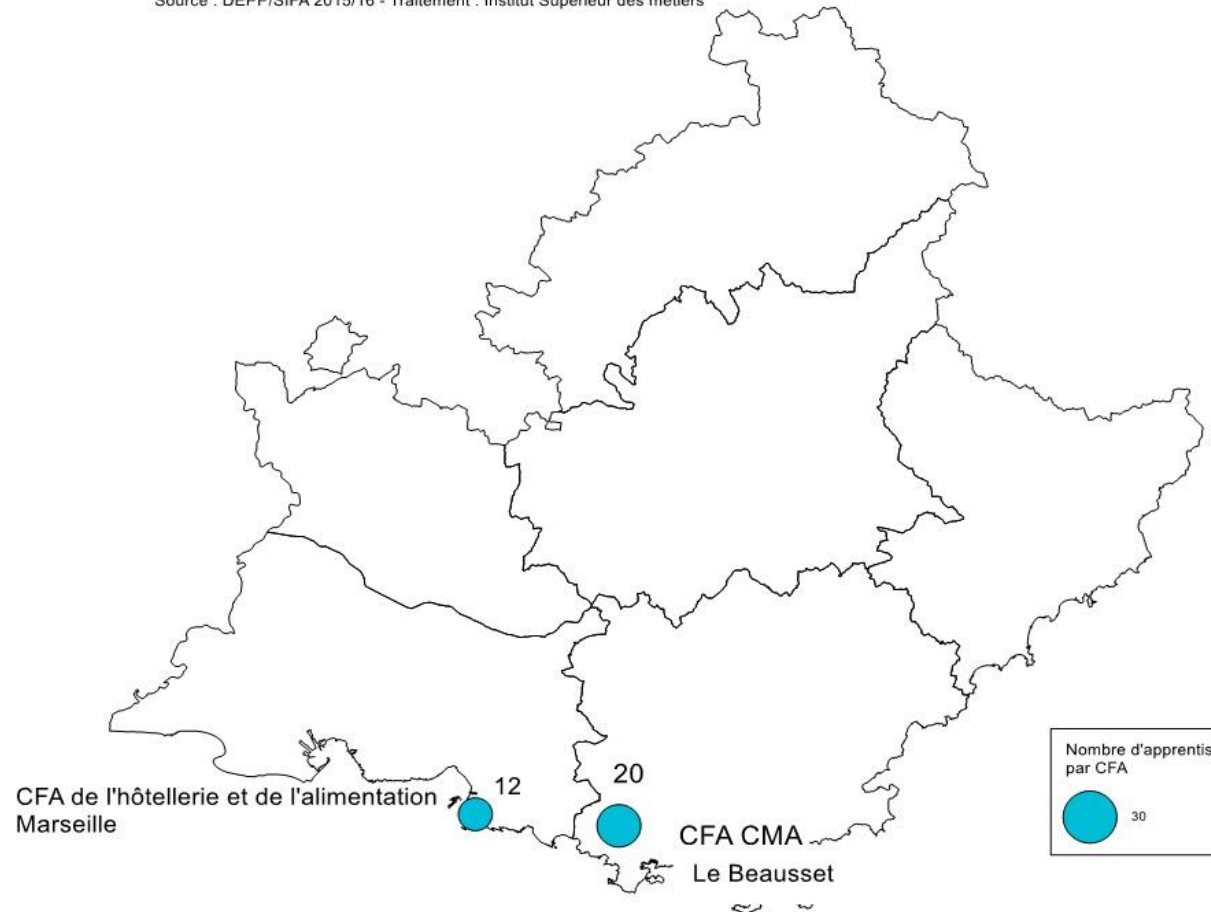 Source : DEPP/SIFA 2015/16 - Traitement : Institut Supérieur des métiers
12
20
CFA de l'hôtellerie et de l'alimentation
Marseille
CFA CMA
Le Beausset
Nombre d'apprentis
par CFA
30